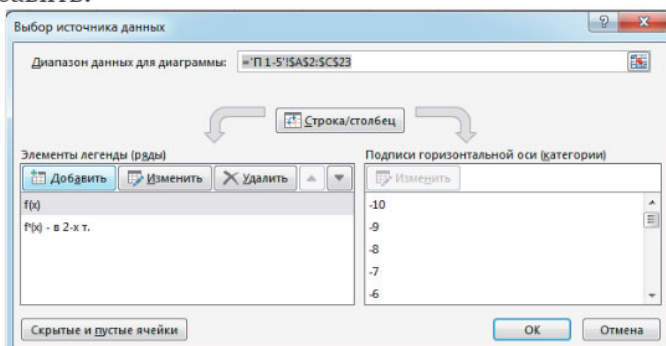 Выбор источника данных
Диапазон данных для диаграммы: ='П 1-5'!$A$2:$C$23
Строка/столбец
Элементы легенды (ряды)
Подписи горизонтальной оси (категории)
Добавить Изменить Удалить
Изменить
f(x)
f'(x) - в 2-х т.
-10
-9
-8
-7
-6
Скрытые и пустые ячейки
ОК Отмена